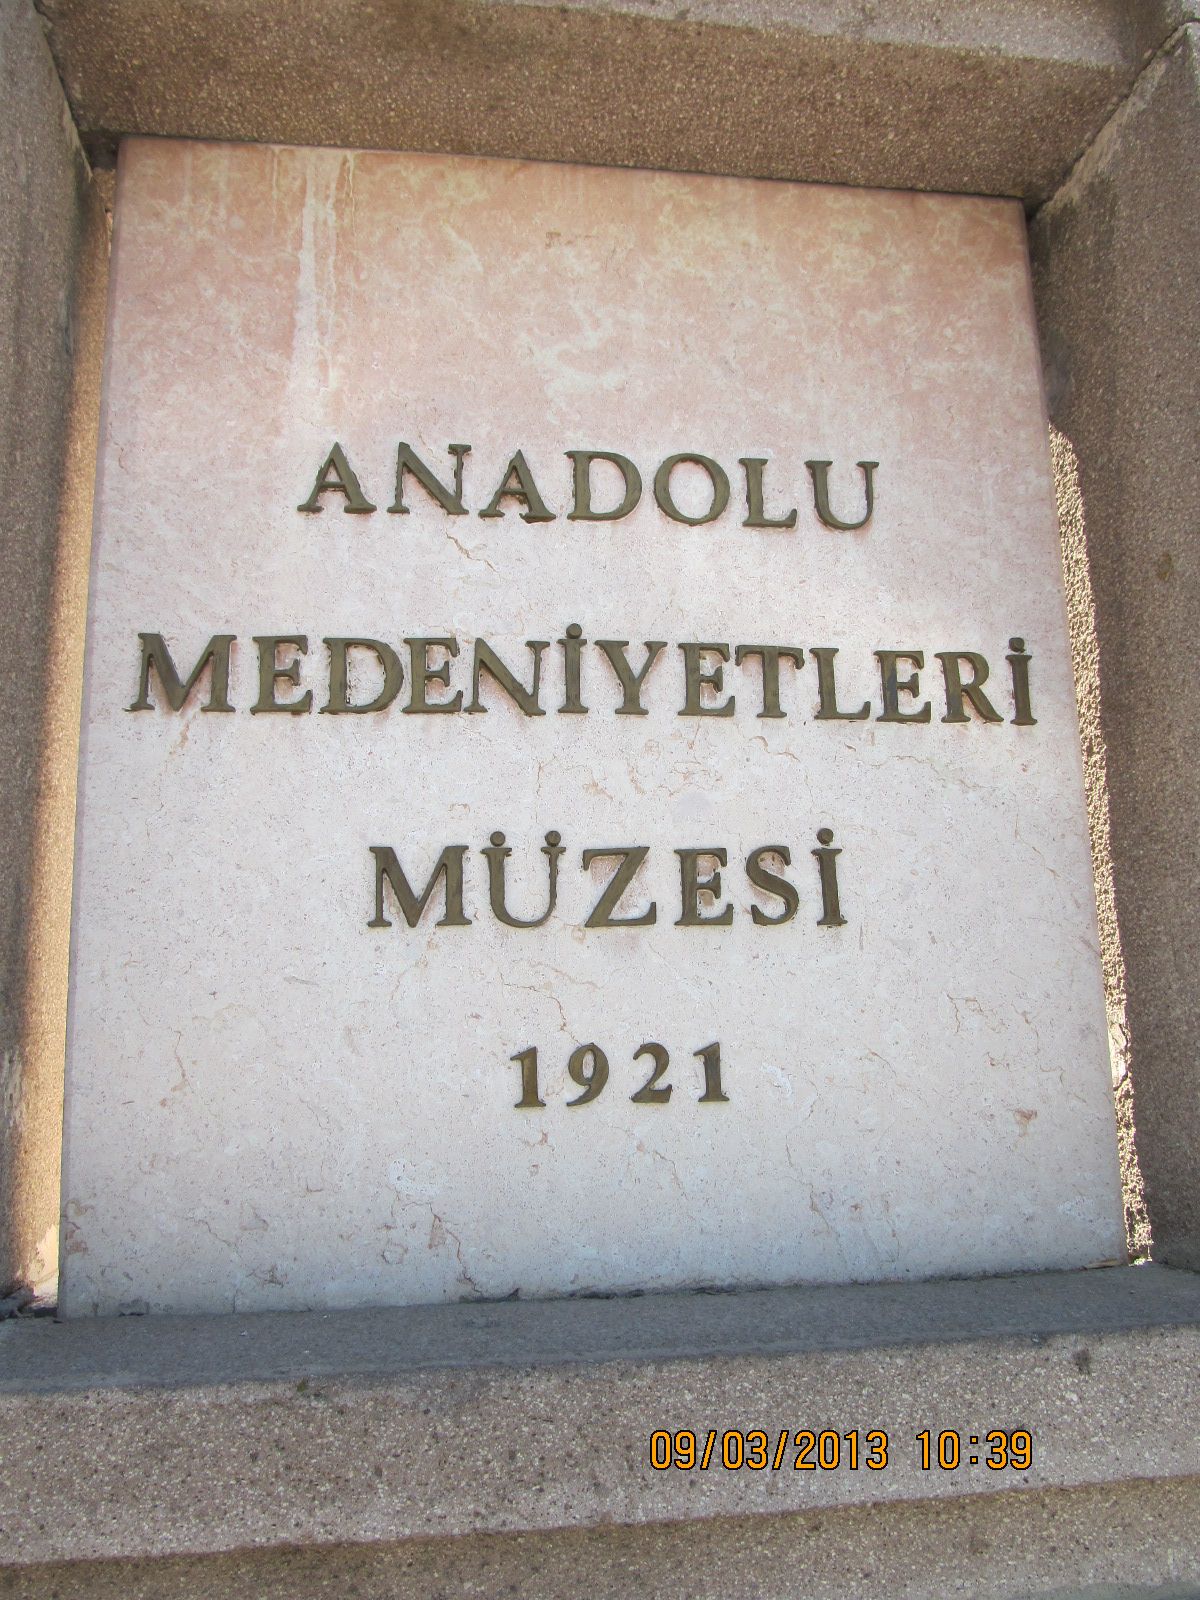 ANADOLU
MEDENİYETLERİ
MÜZESİ
1921
09/03/2013 10:39